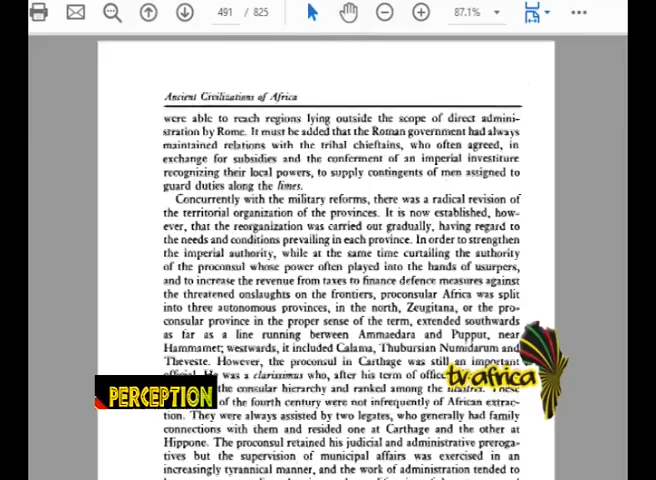 491 / 825
87.1%
Ancient Civilizations of Africa
were able to reach regions lying outside the scope of direct admini-
stration by Rome. It must be added that the Roman government had always
maintained relations with the tribal chieftains, who often agreed, in
exchange for subsidies and the conferment of an imperial investiture
recognizing their local powers, to supply contingents of men assigned to
guard duties along the limes.
Concurrently with the military reforms, there was a radical revision of
the territorial organization of the provinces. It is now established, how-
ever, that the reorganization was carried out gradually, having regard to
the needs and conditions prevailing in each province. In order to strengthen
the imperial authority, while at the same time curtailing the authority
of the proconsul whose power often played into the hands of usurpers,
and to increase the revenue from taxes to finance defence measures against
the threatened onslaughts on the frontiers, proconsular Africa was split
into three autonomous provinces, in the north, Zeugitana, or the pro-
consular province in the proper sense of the term, extended southwards
as far as a line running between Ammaedara and Pupput, near
Hammamet; westwards, it included Calama, Thubursian Numidarum and
Theveste. However, the proconsul in Carthage was still an important
official. He was a clarissimus who, after his term of
tv africa
PERCEPTION
the consular hierarchy and ranked among the
of the fourth century were not infrequently of African extrac-
tion. They were always assisted by two legates, who generally had family
connections with them and resided one at Carthage and the other at
Hippone. The proconsul retained his judicial and administrative preroga-
tives but the supervision of municipal affairs was exercised in an
increasingly tyrannical manner, and the work of administration tended to